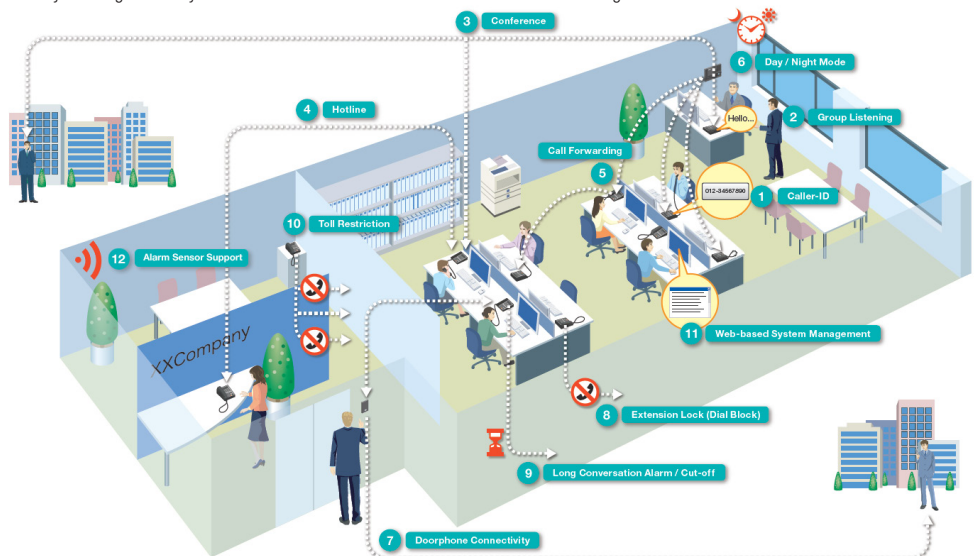 3 Conference
6 Day / Night Mode
4 Hotline
Hello...
2 Group Listening
Call Forwarding
5
012-34567890
1 Caller-ID
10 Toll Restriction
12 Alarm Sensor Support
XXCompany
11 Web-based System Management
8 Extension Lock (Dial Block)
9 Long Conversation Alarm / Cut-off
7 Doorphone Connectivity